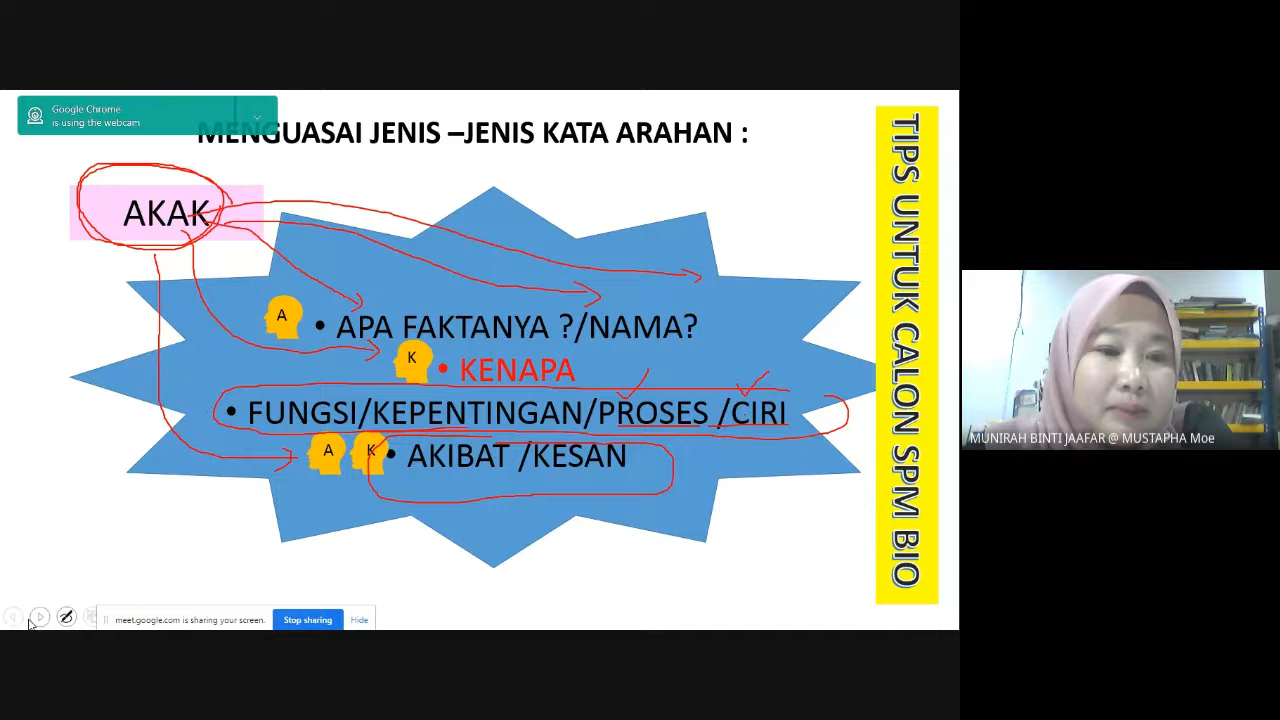 Google Chrome
is using the webcam
MENGUASAI JENIS –JENIS KATA ARAHAN :
AKAK
A
• APA FAKTANYA ?/NAMA?
K
• KENAPA
• FUNGSI/KEPENTINGAN/PROSES /CIRI
A K
• AKIBAT /KESAN
TIPS UNTUK CALON SPM BIO
MUNIRAH BINTI JAAFAR @ MUSTAPHA Moe
meet.google.com is sharing your screen.
Stop sharing
Hide